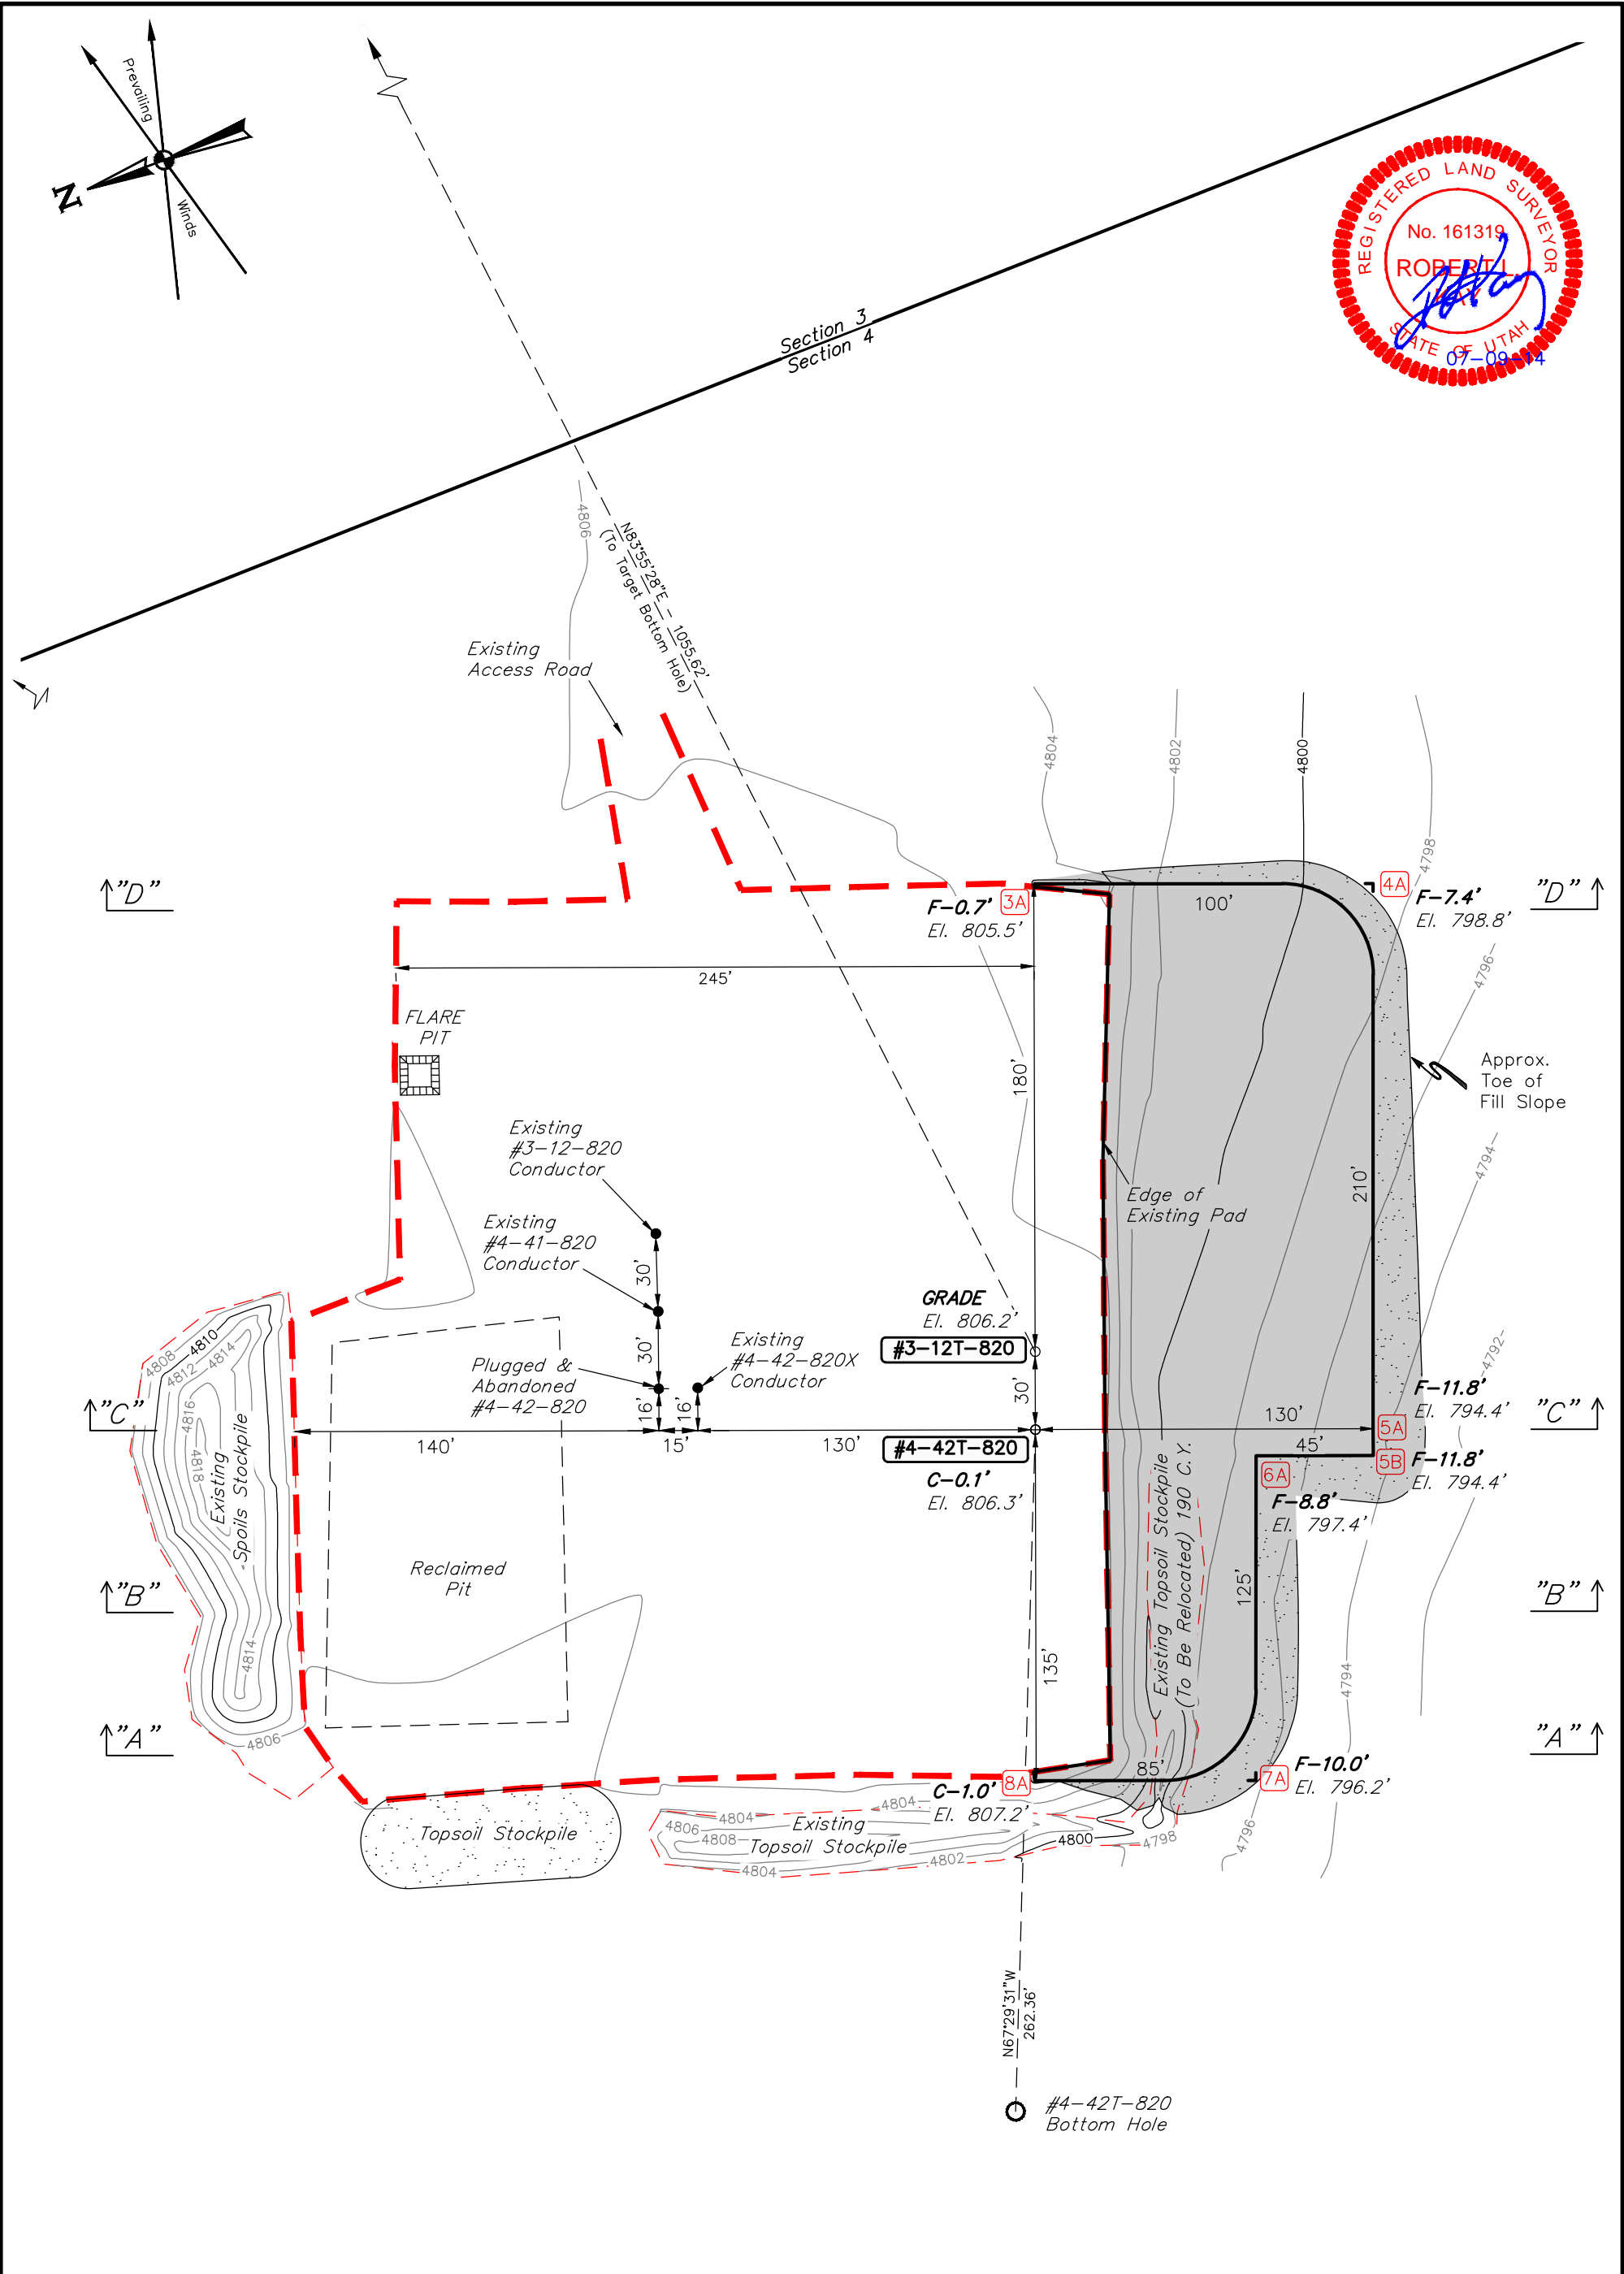 Prevailing
Winds
N
REGISTERED LAND SURVEYOR
No. 161319
ROBERT L.
KAY
STATE OF UTAH
07-09-14
Section 3
Section 4
4806
N83°55'28"E - 1055.62'
(To Target Bottom Hole)
Existing
Access Road
4804
4802
4800
4798
"D"
F-0.7'
3A
El. 805.5'
100'
4A
F-7.4'
El. 798.8'
"D"
245'
4796
FLARE
PIT
180'
Approx.
Toe of
Fill Slope
Existing
#3-12-820
Conductor
4794
210'
Edge of
Existing Pad
Existing
#4-41-820
Conductor
30'
30'
GRADE
El. 806.2'
#3-12T-820
30'
4792
Existing
#4-42-820X
Conductor
Plugged &
Abandoned
#4-42-820
16'
16'
4808
4810
4812
4814
4816
4818
Existing
Spoils Stockpile
4814
4806
"C"
140'
15'
130'
#4-42T-820
C-0.1'
El. 806.3'
130'
45'
F-11.8'
El. 794.4'
5A
5B
F-11.8'
El. 794.4'
"C"
6A
F-8.8'
El. 797.4'
Existing Topsoil Stockpile
(To Be Relocated) 190 C.Y.
Reclaimed
Pit
"B"
125'
"B"
135'
4794
"A"
"A"
85'
7A
F-10.0'
El. 796.2'
8A
C-1.0'
El. 807.2'
Topsoil Stockpile
4804
4804
4806
4808
Existing
Topsoil Stockpile
4804
4802
4800
4798
4796
N67°29'31"W
262.36'
#4-42T-820
Bottom Hole